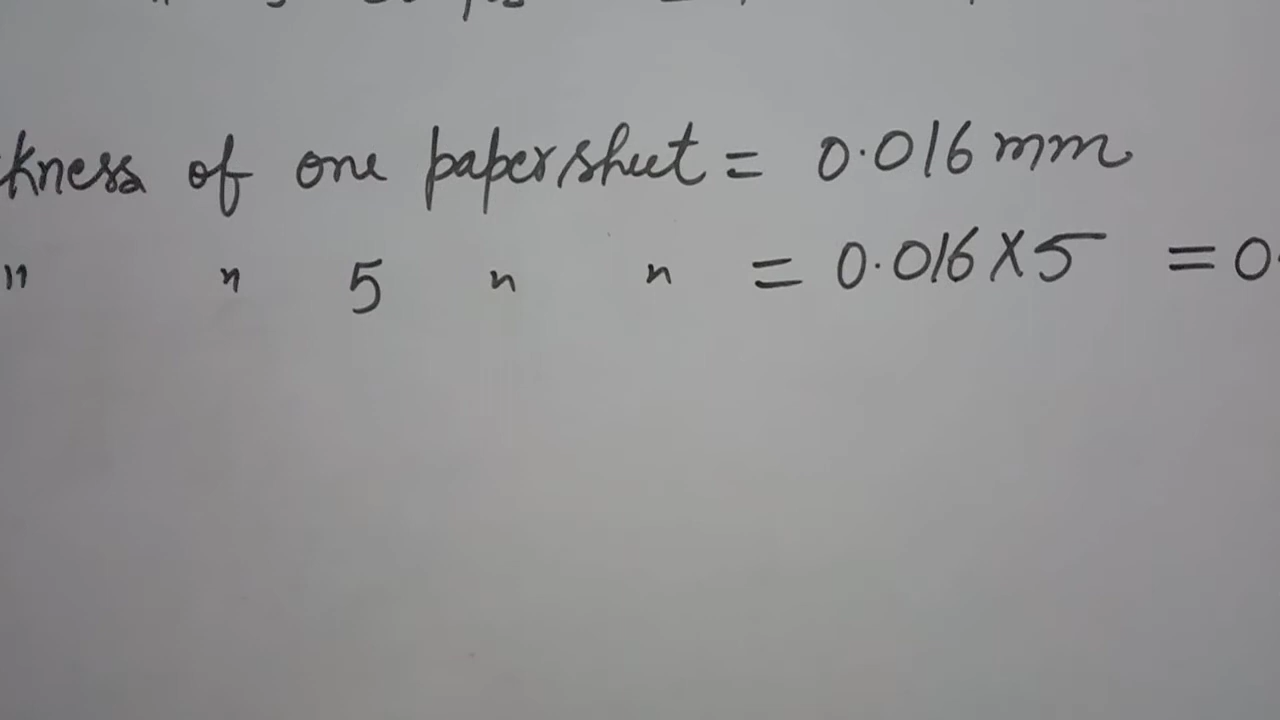 kness of one paper sheet = 0.016 mm
" " 5 " " = 0.016 X 5 = 0.